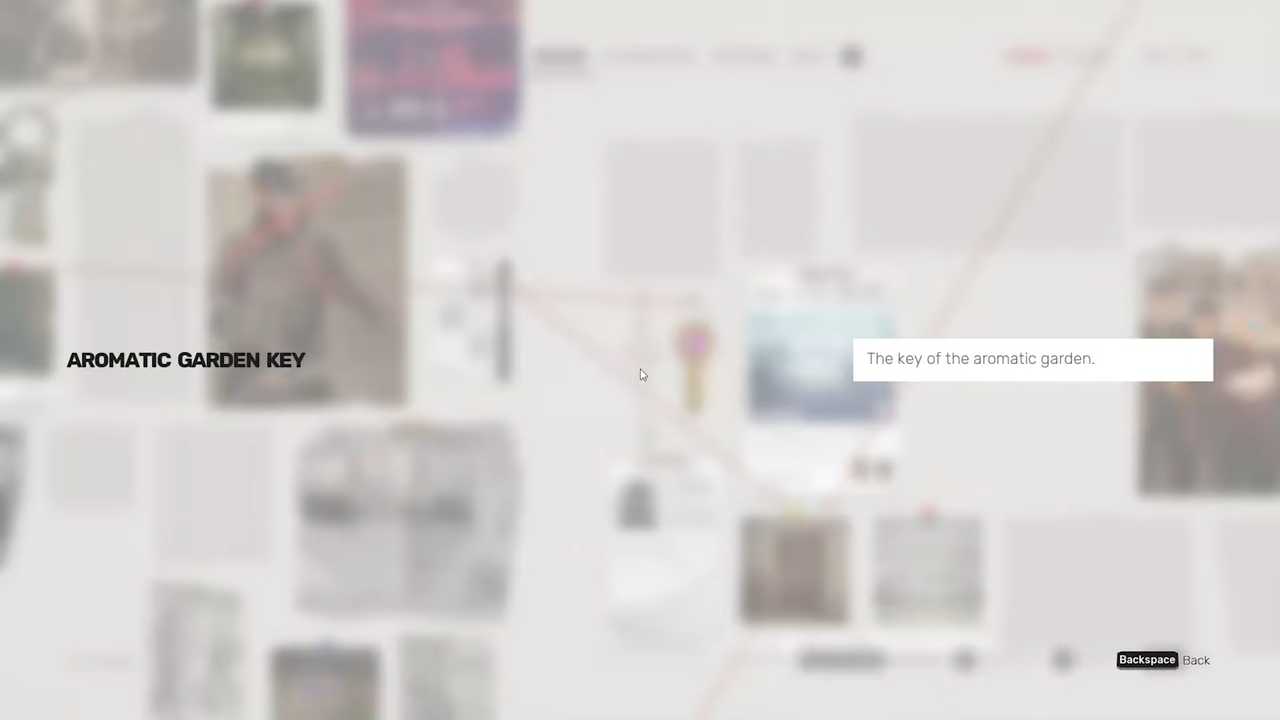 AROMATIC GARDEN KEY
The key of the aromatic garden.
Backspace Back